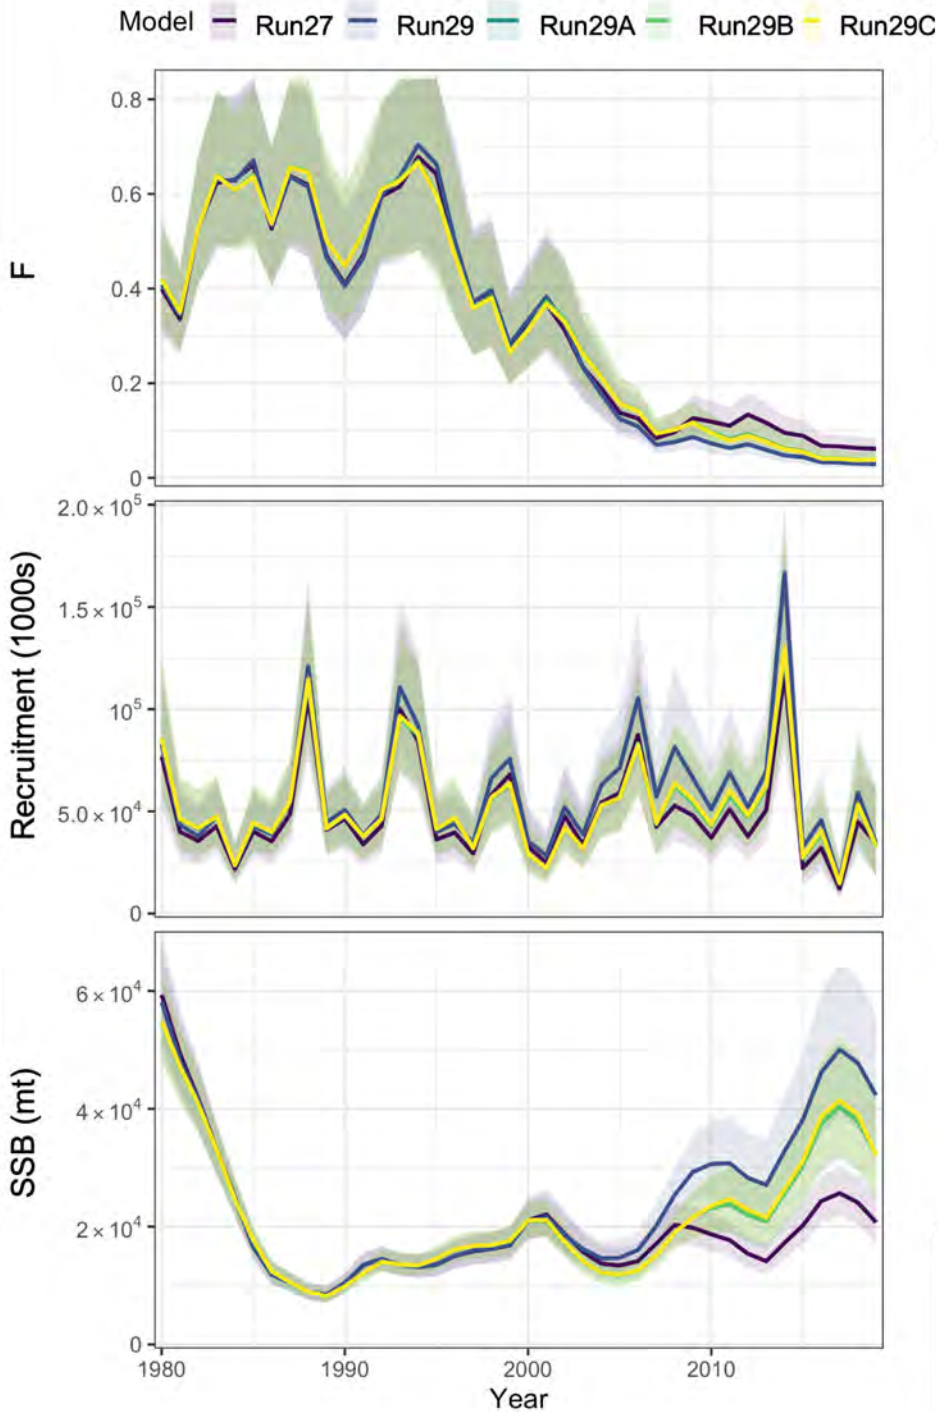 Model Run27 Run29 Run29A Run29B Run29C
F
0.8
0.6
0.4
0.2
0
Recruitment (1000s)
2.0 × 10⁵
1.5 × 10⁵
10⁵
5.0 × 10⁴
0
SSB (mt)
6 × 10⁴
4 × 10⁴
2 × 10⁴
0
1980 1990 2000 2010
Year